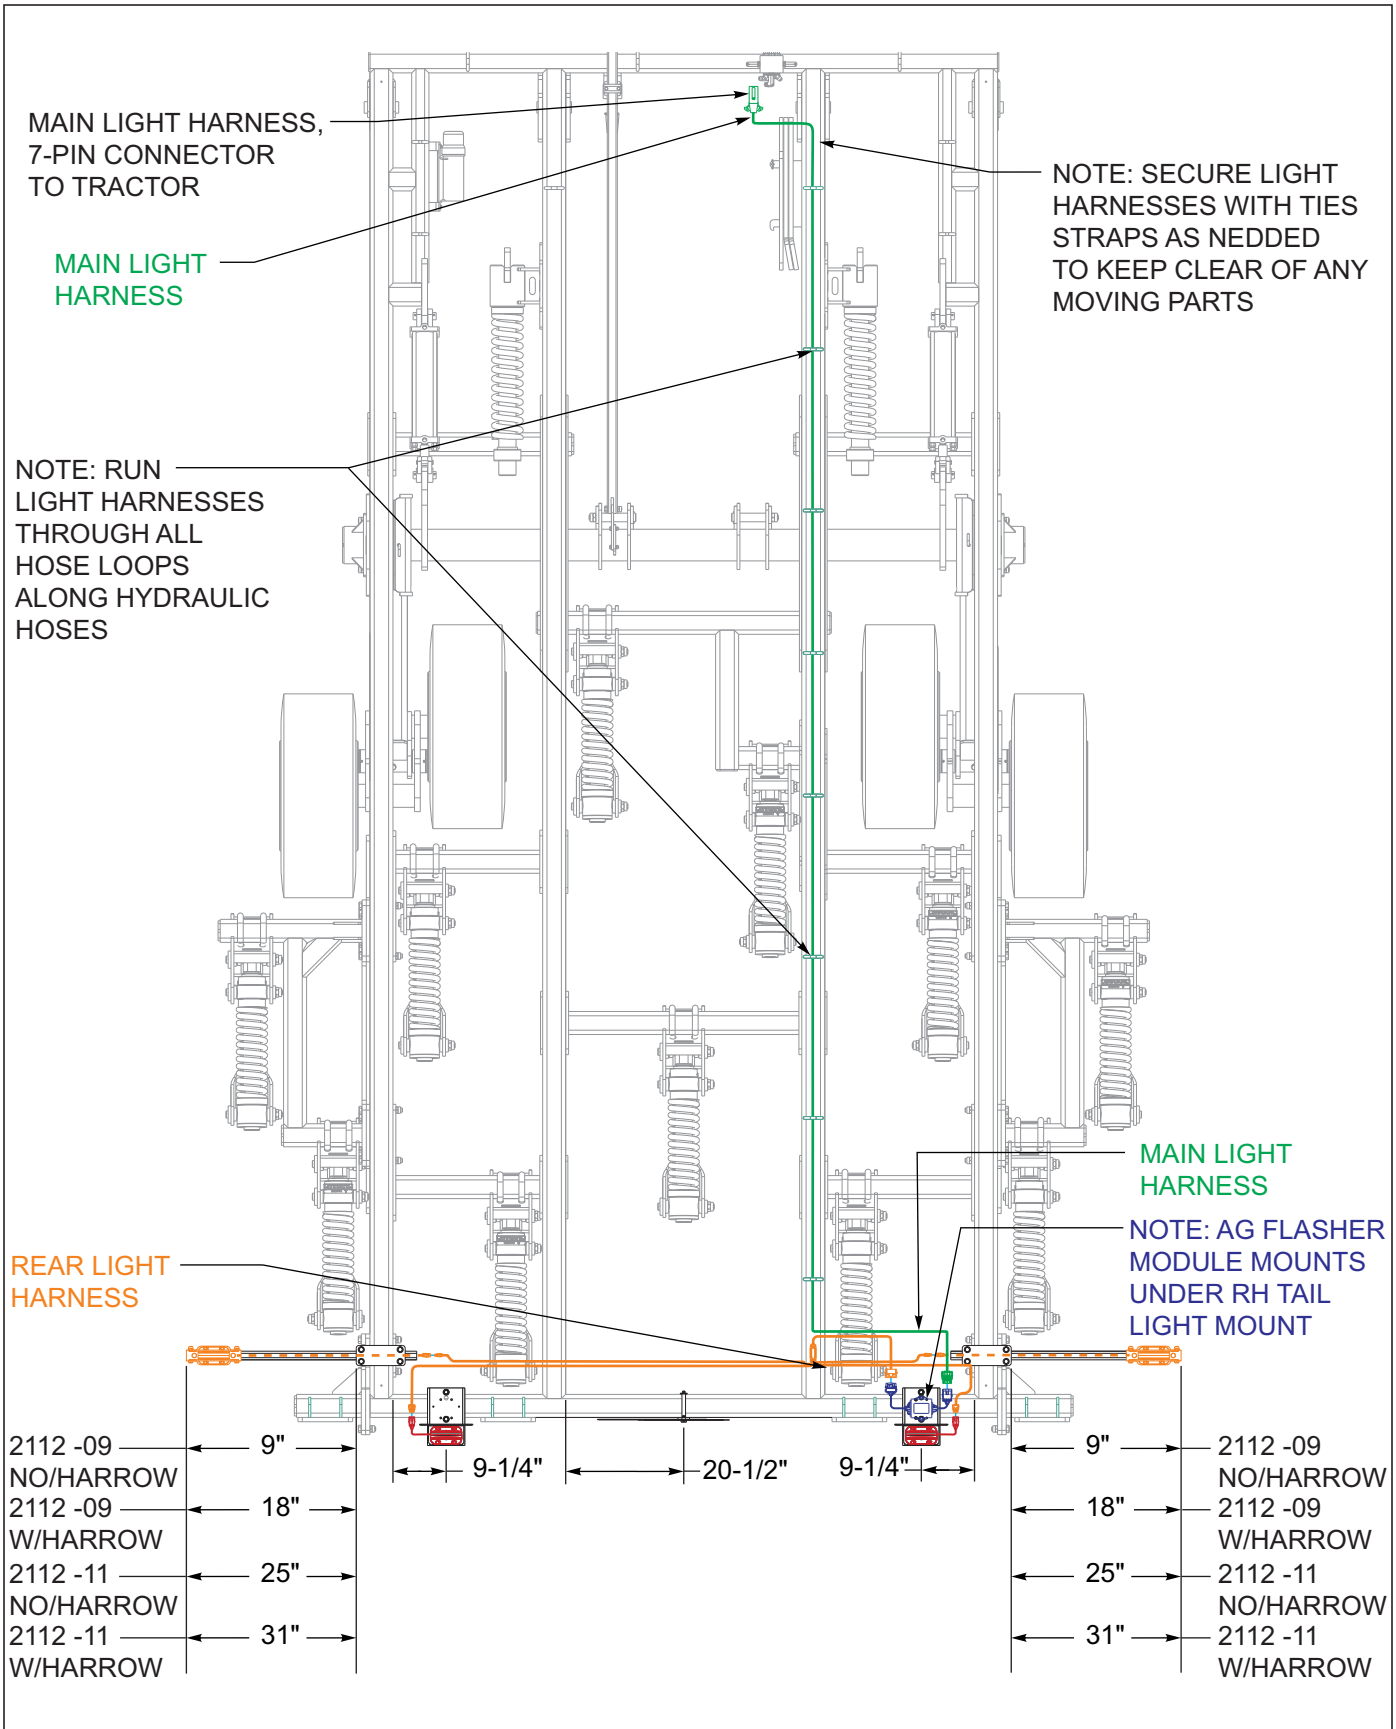 MAIN LIGHT HARNESS,
7-PIN CONNECTOR
TO TRACTOR
MAIN LIGHT
HARNESS
NOTE: SECURE LIGHT
HARNESSES WITH TIES
STRAPS AS NEDDED
TO KEEP CLEAR OF ANY
MOVING PARTS
NOTE: RUN
LIGHT HARNESSES
THROUGH ALL
HOSE LOOPS
ALONG HYDRAULIC
HOSES
MAIN LIGHT
HARNESS
NOTE: AG FLASHER
MODULE MOUNTS
UNDER RH TAIL
LIGHT MOUNT
REAR LIGHT
HARNESS
2112 -09
NO/HARROW
9"
2112 -09
W/HARROW
18"
2112 -11
NO/HARROW
25"
2112 -11
W/HARROW
31"
9-1/4"
20-1/2"
9-1/4"
9"
2112 -09
NO/HARROW
18"
2112 -09
W/HARROW
25"
2112 -11
NO/HARROW
31"
2112 -11
W/HARROW